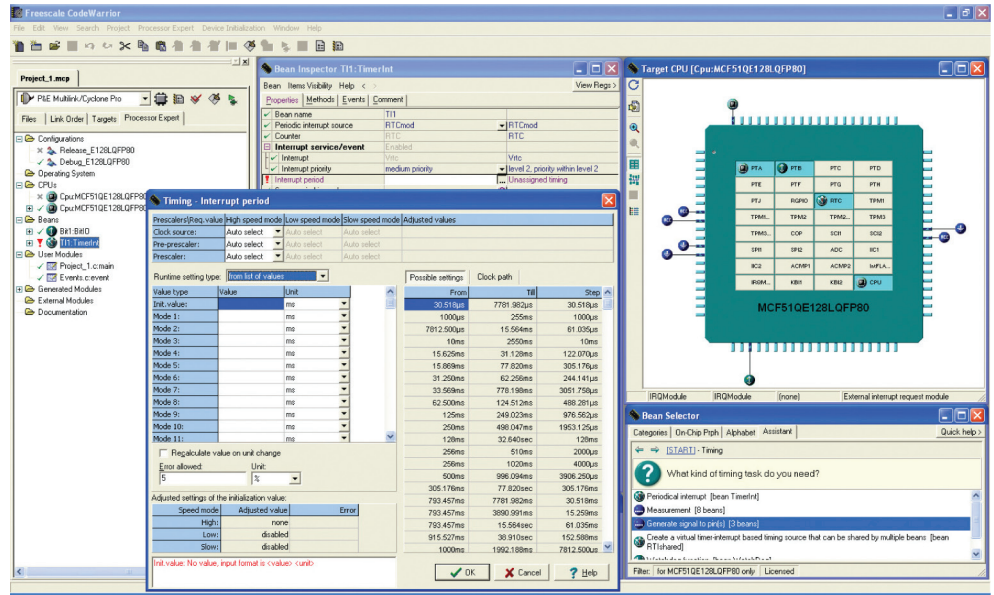 Freescale CodeWarrior
File Edit View Search Project Processor Expert Device Initialization Window Help
Project_1.mcp
P&E Multilink/Cyclone Pro
Files Link Order Targets Processor Expert
Configurations
Release_E128LQFP80
Debug_E128LQFP80
Operating System
CPUs
Cpu:MCF51QE128LQFP80
Cpu:MCF51QE128LQFP80
Beans
Bit1:BitIO
TI1:TimerInt
User Modules
Project_1.c:main
Events.c:event
Generated Modules
External Modules
Documentation
Bean Inspector TI1:TimerInt
Bean Items Visibility Help < > View Regs >
Properties Methods Events Comment
Bean name TI1
Periodic interrupt source RTCmod RTCmod
Counter RTC RTC
Interrupt service/event Enabled
Interrupt Vrtc Vrtc
Interrupt priority medium priority level 2, priority within level 2
Interrupt period ... Unassigned timing
Timing - Interrupt period
Prescalers\Req.value High speed mode Low speed mode Slow speed mode Adjusted values
Clock source: Auto select Auto select Auto select
Pre-prescaler: Auto select Auto select Auto select
Prescaler: Auto select Auto select Auto select
Runtime setting type: from list of values
Value type Value Unit
Init.value: ms
Mode 1: ms
Mode 2: ms
Mode 3: ms
Mode 4: ms
Mode 5: ms
Mode 6: ms
Mode 7: ms
Mode 8: ms
Mode 9: ms
Mode 10: ms
Mode 11: ms
Recalculate value on unit change
Error allowed: Unit:
5 %
Adjusted settings of the initialization value:
Speed mode Adjusted value Error
High: none
Low: disabled
Slow: disabled
Init.value: No value, input format is <value> <unit>
Possible settings Clock path
From Till Step
30.518µs 7781.982µs 30.518µs
1000µs 255ms 1000µs
7812.500µs 15.564ms 61.035µs
10ms 2550ms 10ms
15.625ms 31.128ms 122.070µs
15.869ms 77.820ms 305.176µs
31.250ms 62.256ms 244.141µs
33.569ms 778.198ms 3051.758µs
62.500ms 124.512ms 488.281µs
125ms 249.023ms 976.562µs
250ms 498.047ms 1953.125µs
128ms 32.640sec 128ms
256ms 510ms 2000µs
256ms 1020ms 4000µs
500ms 996.094ms 3906.250µs
305.176ms 77.820sec 305.176ms
793.457ms 7781.982ms 30.518ms
793.457ms 3890.991ms 15.259ms
793.457ms 15.564sec 61.035ms
915.527ms 38.910sec 152.588ms
1000ms 1992.188ms 7812.500µs
OK Cancel Help
Target CPU [Cpu:MCF51QE128LQFP80]
PTA PTB PTC PTD
PTE PTF PTG PTH
PTJ RGPIO RTC TPM1
TPM1... TPM2 TPM2... TPM3
TPM3... COP SCI1 SCI2
SPI1 SPI2 ADC IIC1
IIC2 ACMP1 ACMP2 IntFLA...
IRQM... KBI1 KBI2 CPU
MCF51QE128LQFP80
IRQModule IRQModule (none) External interrupt request module
Bean Selector
Categories On-Chip Prph Alphabet Assistant Quick help >
[START] - Timing
What kind of timing task do you need?
Periodical interrupt [bean TimerInt]
Measurement [8 beans]
Generate signal to pin(s) [3 beans]
Create a virtual timer-interrupt based timing source that can be shared by multiple beans [bean
RTIshared]
Filter: for MCF51QE128LQFP80 only Licensed